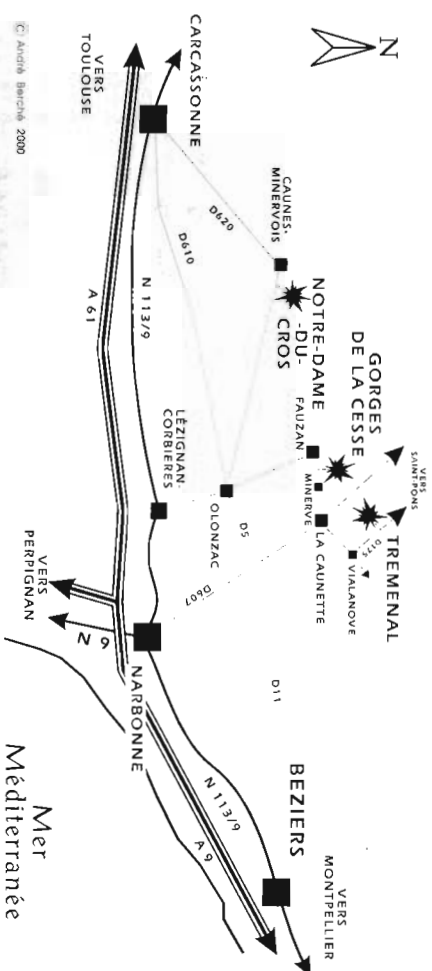 N
CARCASSONNE
VERS
TOULOUSE
D620
D610
N 113/9
A 61
CAUNES-
MINERVOIS
NOTRE-DAME
-DU-
CROS
GORGES
DE LA CESSE
FAUZAN
MINERVE
LA CAUNETTE
VERS
SAINT-PONS
TREMENAL
D175
VIALANOVE
OLONZAC
D5
LÉZIGNAN-
CORBIERES
D607
D11
VERS
PERPIGNAN
N 9
NARBONNE
BEZIERS
N 113/9
A 9
VERS
MONTPELLIER
Mer
Méditerranée
© André Berché 2000